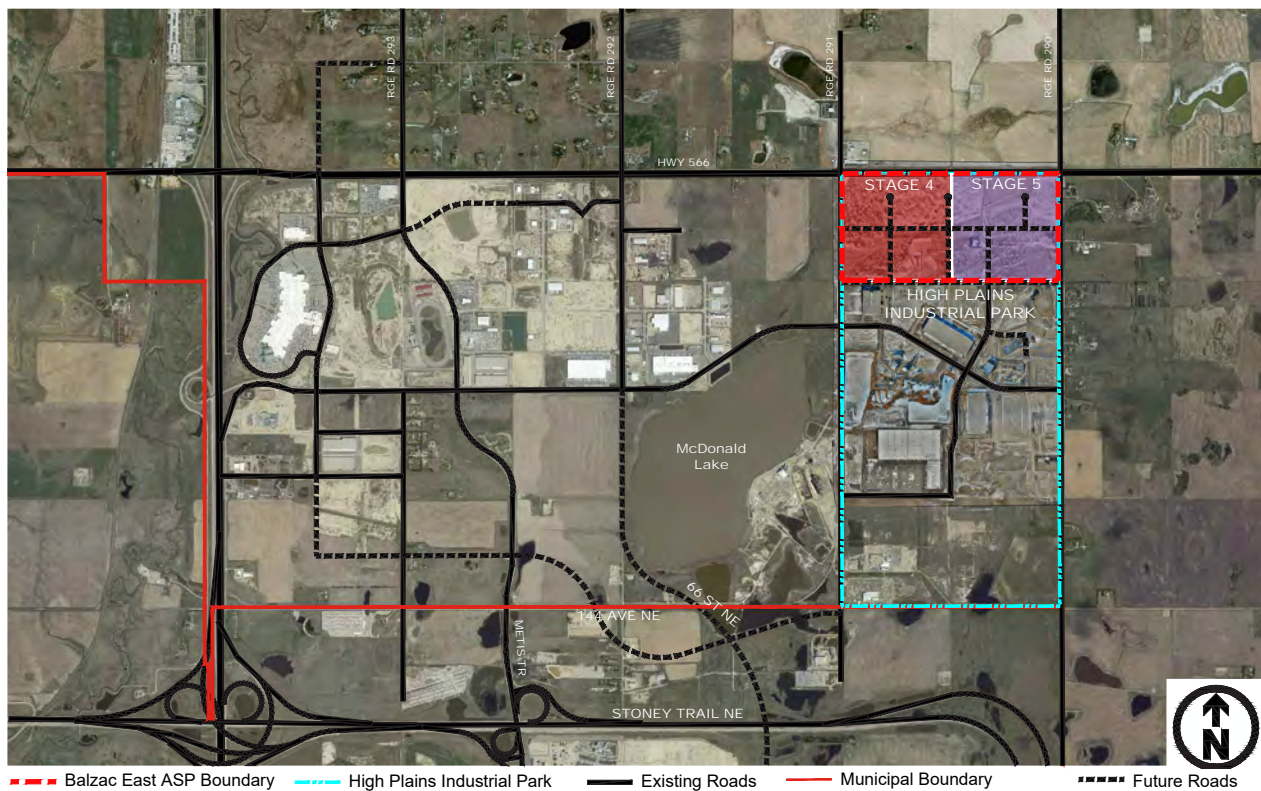 RGE RD 293
RGE RD 292
RGE RD 291
RGE RD 290
HWY 566
STAGE 4
STAGE 5
HIGH PLAINS
INDUSTRIAL PARK
McDonald
Lake
66 ST NE
144 AVE NE
METIS TR
STONEY TRAIL NE
N
Balzac East ASP Boundary
High Plains Industrial Park
Existing Roads
Municipal Boundary
Future Roads